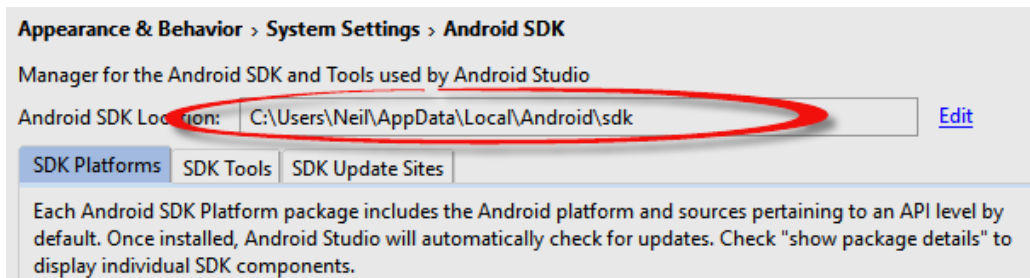 Appearance & Behavior › System Settings › Android SDK
Manager for the Android SDK and Tools used by Android Studio
Android SDK Location: C:\Users\Neil\AppData\Local\Android\sdk Edit
SDK Platforms SDK Tools SDK Update Sites
Each Android SDK Platform package includes the Android platform and sources pertaining to an API level by
default. Once installed, Android Studio will automatically check for updates. Check "show package details" to
display individual SDK components.